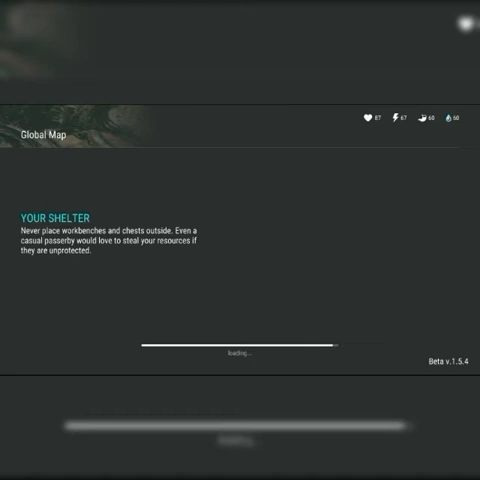 87 67 60 60
Global Map
YOUR SHELTER
Never place workbenches and chests outside. Even a
casual passerby would love to steal your resources if
they are unprotected.
loading...
Beta v.1.5.4